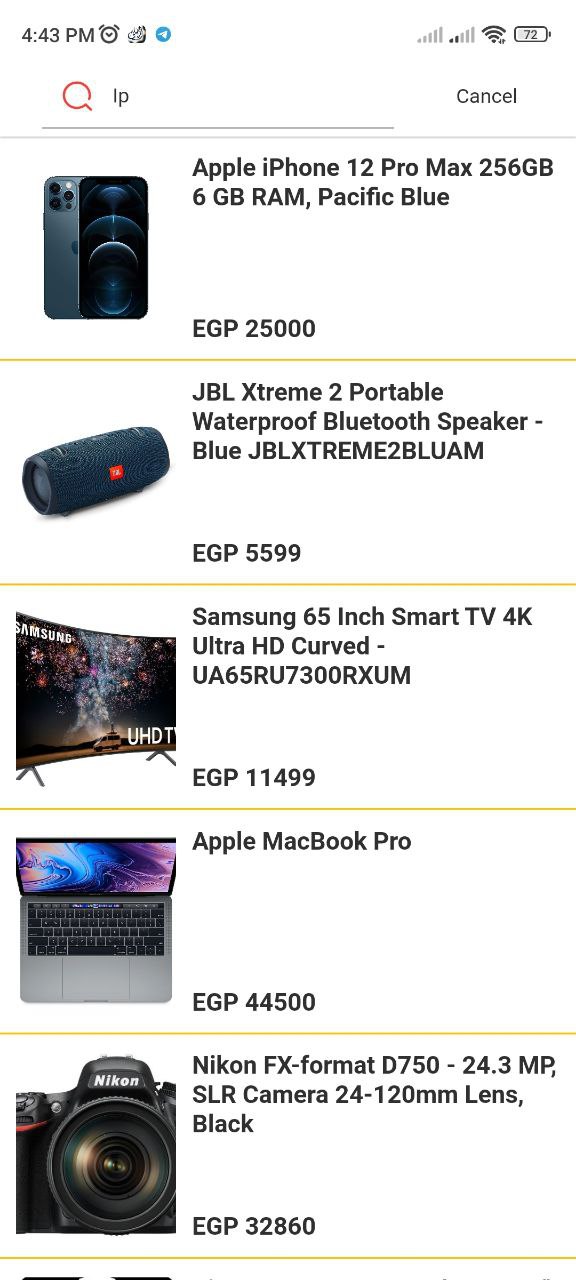 4:43 PM
72
Ip
Cancel
Apple iPhone 12 Pro Max 256GB
6 GB RAM, Pacific Blue
EGP 25000
JBL Xtreme 2 Portable
Waterproof Bluetooth Speaker -
Blue JBLXTREME2BLUAM
JBL
EGP 5599
Samsung 65 Inch Smart TV 4K
Ultra HD Curved -
UA65RU7300RXUM
SAMSUNG
UHD TV
EGP 11499
Apple MacBook Pro
EGP 44500
Nikon FX-format D750 - 24.3 MP,
SLR Camera 24-120mm Lens,
Black
Nikon
EGP 32860